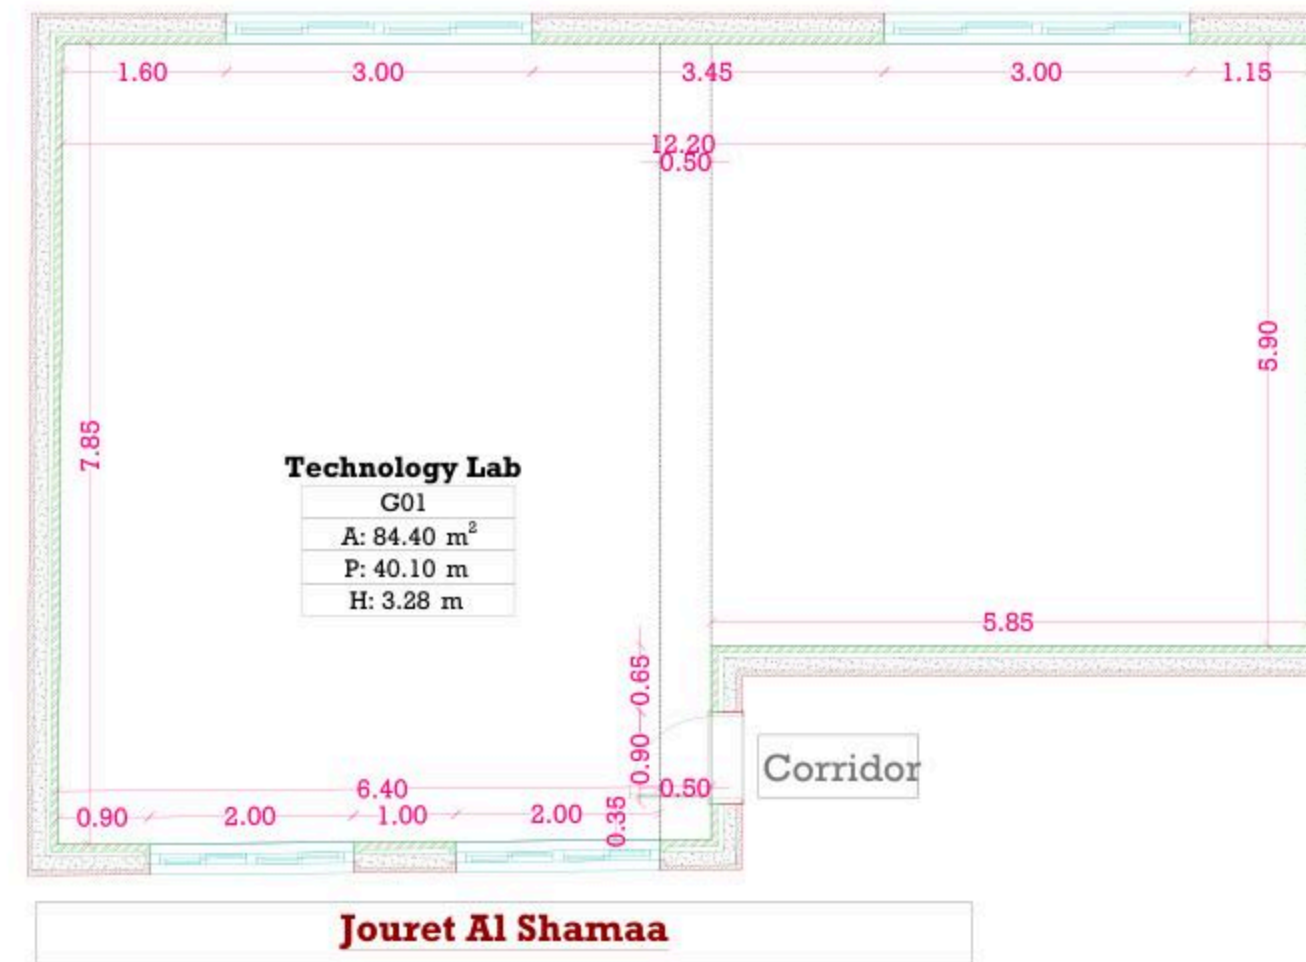 1.60 3.00 3.45 3.00 1.15
12.20
0.50
5.90
7.85
Technology Lab
G01
A: 84.40 m²
P: 40.10 m
H: 3.28 m
5.85
0.65
0.90
Corridor
6.40 0.50
0.90 2.00 1.00 2.00 0.35
Jouret Al Shamaa